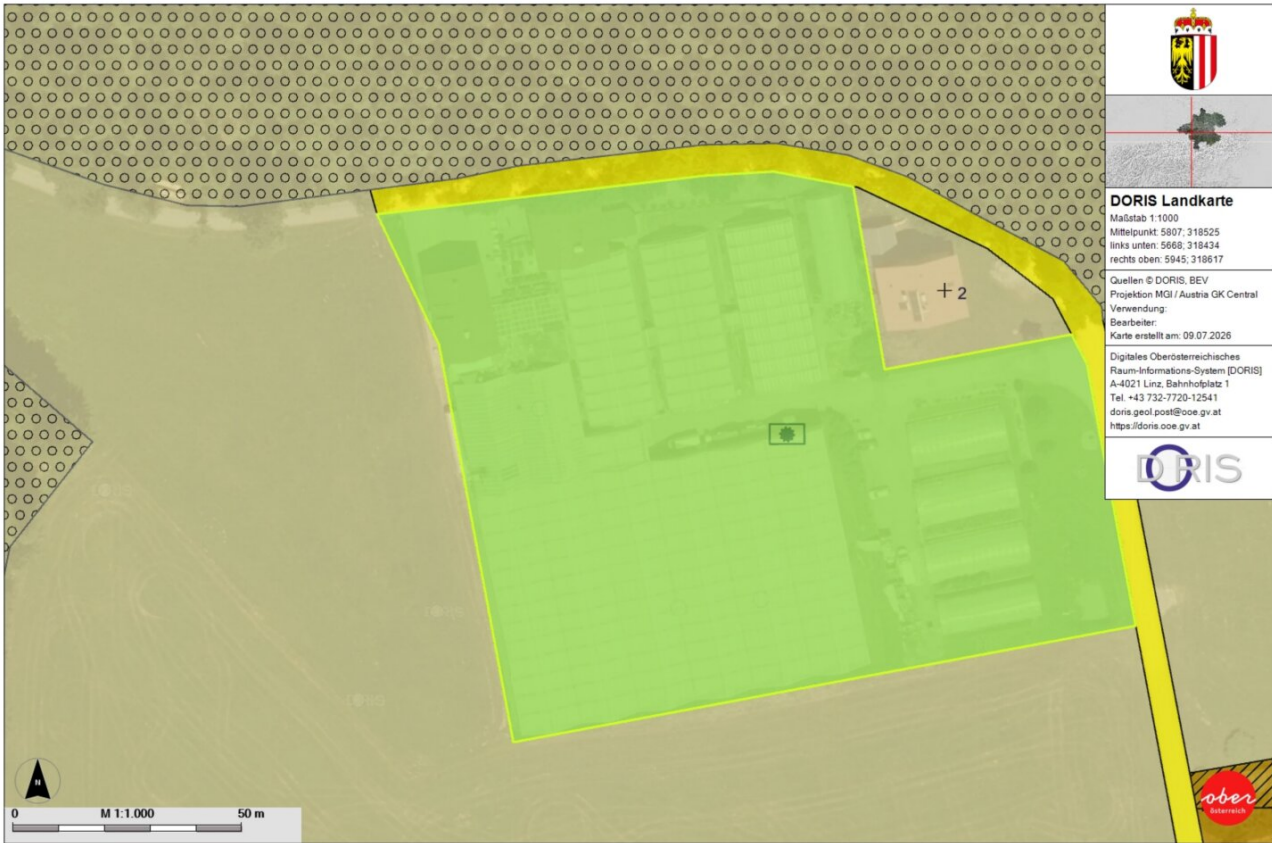 DORIS Landkarte
Maßstab 1:1000
Mittelpunkt: 5807; 318525
links unten: 5668; 318434
rechts oben: 5945; 318617
Quellen © DORIS, BEV
Projektion MGI / Austria GK Central
Verwendung:
Bearbeiter:
Karte erstellt am: 09.07.2026
Digitales Oberösterreichisches
Raum-Informations-System [DORIS]
A-4021 Linz, Bahnhofplatz 1
Tel. +43 732-7720-12541
doris.geol.post@ooe.gv.at
https://doris.ooe.gv.at
DORIS
2
DORIS
DORIS
DORIS
N
0 M 1:1.000 50 m
ober
österreich